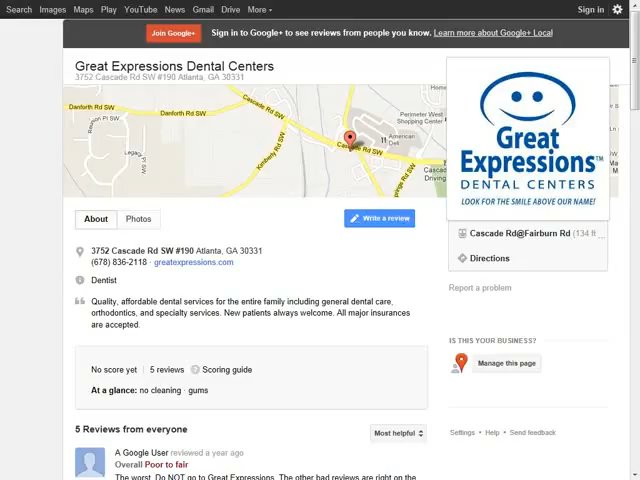 Search Images Maps Play YouTube News Gmail Drive More Sign in
Join Google+ Sign in to Google+ to see reviews from people you know. Learn more about Google+ Local
Great Expressions Dental Centers
3752 Cascade Rd SW #190 Atlanta, GA 30331
Danforth Rd SW
Danforth Rd SW
Cascade Rd SW
Kimberly Rd SW
Cascade Rd SW
Perimeter West
Shopping Center
American
Deli
Cascade
Driving
Great
Expressions™
DENTAL CENTERS
LOOK FOR THE SMILE ABOVE OUR NAME!
About Photos Write a review
Cascade Rd@Fairburn Rd (134 ft ...
Directions
3752 Cascade Rd SW #190 Atlanta, GA 30331
(678) 836-2118 · greatexpressions.com
Dentist
Quality, affordable dental services for the entire family including general dental care,
orthodontics, and specialty services. New patients always welcome. All major insurances
are accepted.
Report a problem
IS THIS YOUR BUSINESS?
Manage this page
No score yet 5 reviews Scoring guide
At a glance: no cleaning · gums
5 Reviews from everyone Most helpful
Settings • Help • Send feedback
A Google User reviewed a year ago
Overall Poor to fair
The worst. Do NOT go to Great Expressions. The other bad reviews are right on the